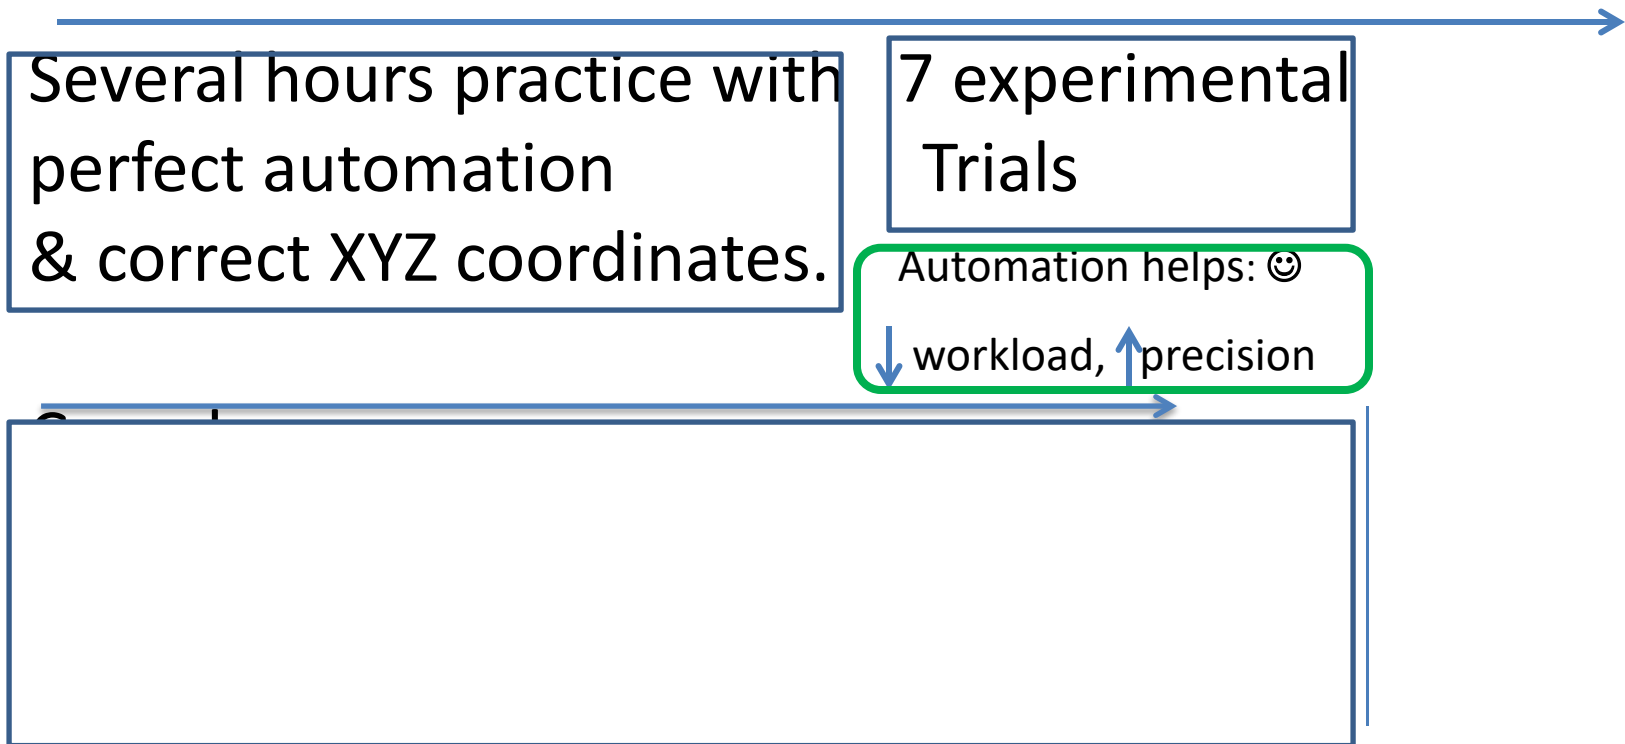 Several hours practice with
perfect automation
& correct XYZ coordinates.
7 experimental
Trials
Automation helps: ☺
workload, precision